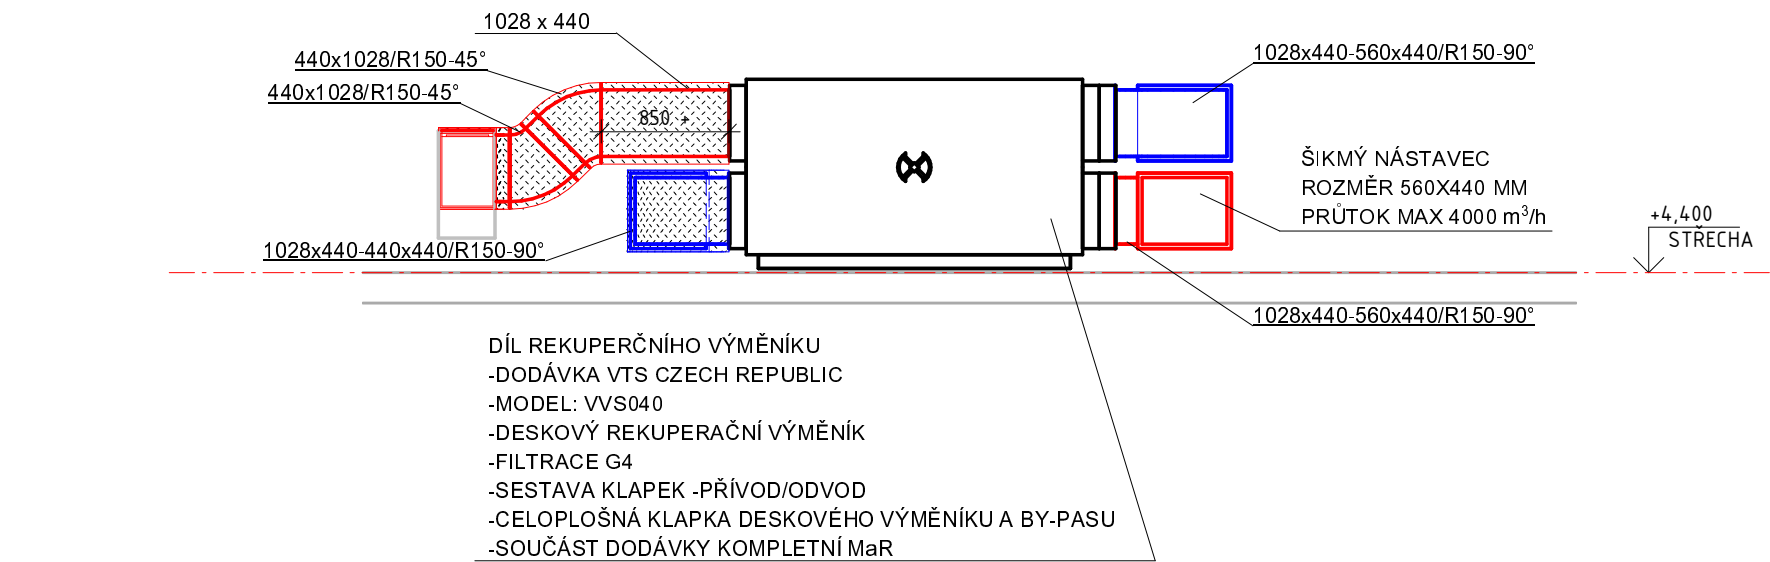 1028 x 440
440x1028/R150-45°
440x1028/R150-45°
850
1028x440-440x440/R150-90°
1028x440-560x440/R150-90°
ŠIKMÝ NÁSTAVEC
ROZMĚR 560X440 MM
PRŮTOK MAX 4000 m³/h
+4,400
STŘECHA
1028x440-560x440/R150-90°
DÍL REKUPERČNÍHO VÝMĚNÍKU
-DODÁVKA VTS CZECH REPUBLIC
-MODEL: VVS040
-DESKOVÝ REKUPERAČNÍ VÝMĚNÍK
-FILTRACE G4
-SESTAVA KLAPEK -PŘÍVOD/ODVOD
-CELOPLOŠNÁ KLAPKA DESKOVÉHO VÝMĚNÍKU A BY-PASU
-SOUČÁST DODÁVKY KOMPLETNÍ MaR